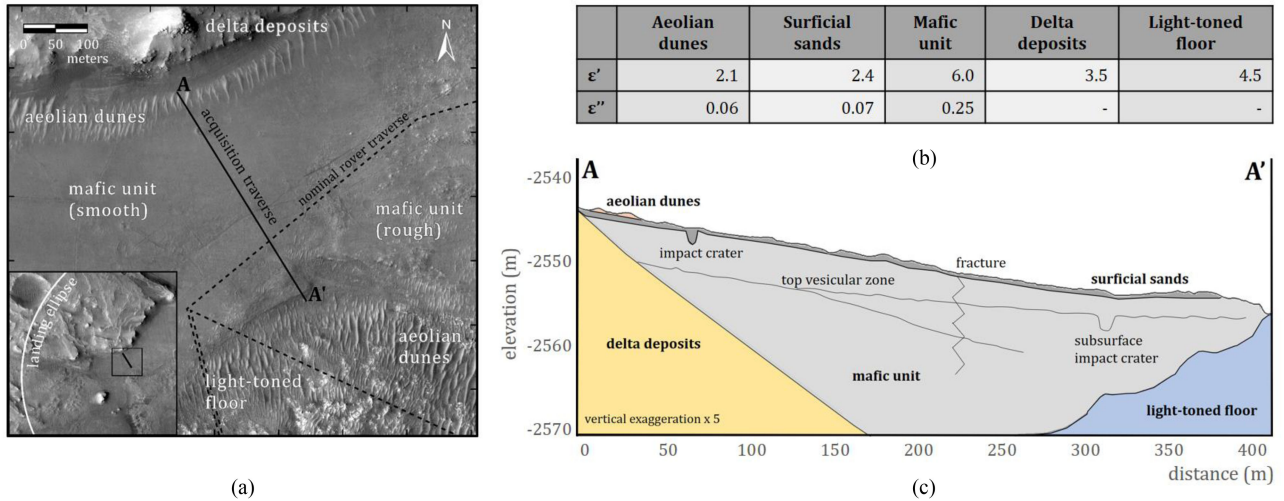 delta deposits
N
0 50 100
meters
A
aeolian dunes
acquisition traverse
nominal rover traverse
mafic unit
(smooth)
mafic unit
(rough)
A'
landing ellipse
aeolian
dunes
light-toned
floor
(a)
Aeolian dunes Surficial sands Mafic unit Delta deposits Light-toned floor
ε' 2.1 2.4 6.0 3.5 4.5
ε'' 0.06 0.07 0.25 - -
(b)
A A'
elevation (m)
-2540
-2550
-2560
-2570
aeolian dunes
impact crater
top vesicular zone
fracture
surficial sands
subsurface
impact crater
delta deposits
mafic unit
light-toned floor
vertical exaggeration x 5
0 50 100 150 200 250 300 350 400
distance (m)
(c)